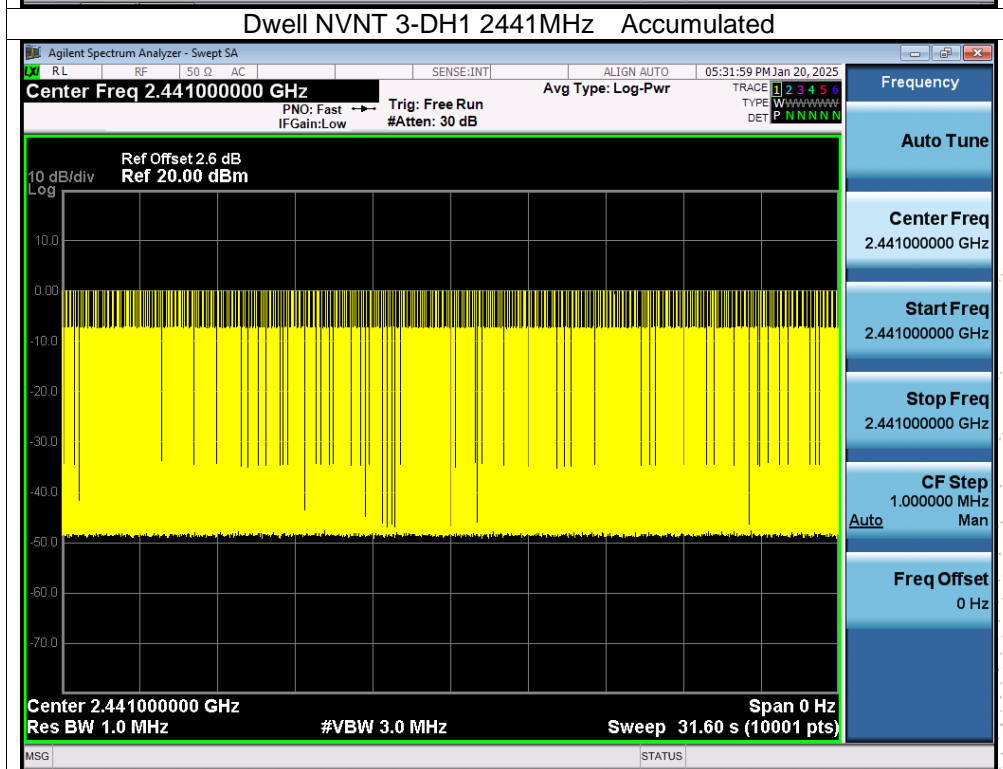 Dwell NVNT 3-DH1 2441MHz Accumulated
Agilent Spectrum Analyzer - Swept SA
LXI RL RF 50 Ω AC SENSE:INT ALIGN AUTO 05:31:59 PM Jan 20, 2025
Center Freq 2.441000000 GHz Avg Type: Log-Pwr TRACE 1 2 3 4 5 6
PNO: Fast Trig: Free Run TYPE WWWWWWW
IFGain:Low #Atten: 30 dB DET P N N N N N
Frequency
Auto Tune
Ref Offset 2.6 dB
10 dB/div Ref 20.00 dBm
Log
10.0
0.00
-10.0
-20.0
-30.0
-40.0
-50.0
-60.0
-70.0
Center Freq
2.441000000 GHz
Start Freq
2.441000000 GHz
Stop Freq
2.441000000 GHz
CF Step
1.000000 MHz
Auto Man
Freq Offset
0 Hz
Center 2.441000000 GHz Span 0 Hz
Res BW 1.0 MHz #VBW 3.0 MHz Sweep 31.60 s (10001 pts)
MSG STATUS